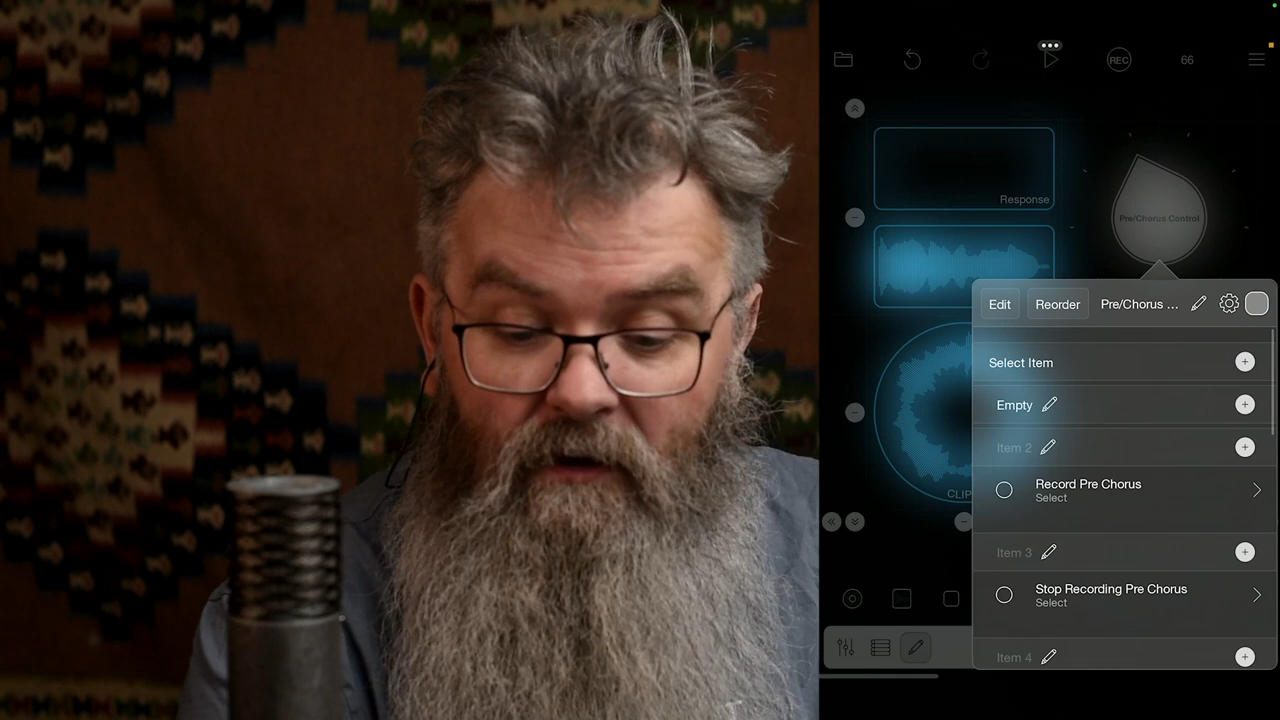 REC
66
Response
Pre/Chorus Control
Edit
Reorder
Pre/Chorus ...
Select Item
Empty
Item 2
Record Pre Chorus
Select
CLIP
Item 3
Stop Recording Pre Chorus
Select
Item 4